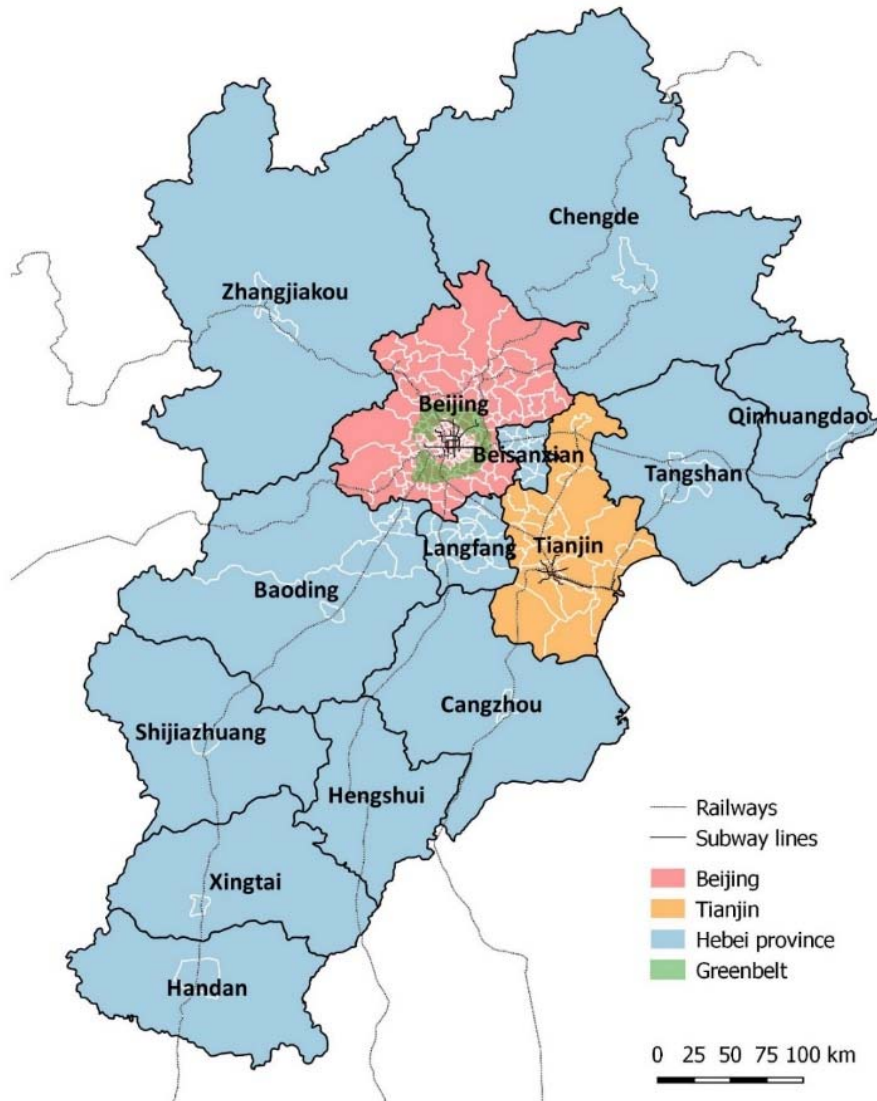 Chengde
Zhangjiakou
Beijing
Qinhuangdao
Beisanxian
Tangshan
Langfang
Tianjin
Baoding
Cangzhou
Shijiazhuang
Hengshui
Xingtai
Handan
Railways
Subway lines
Beijing
Tianjin
Hebei province
Greenbelt
0 25 50 75 100 km